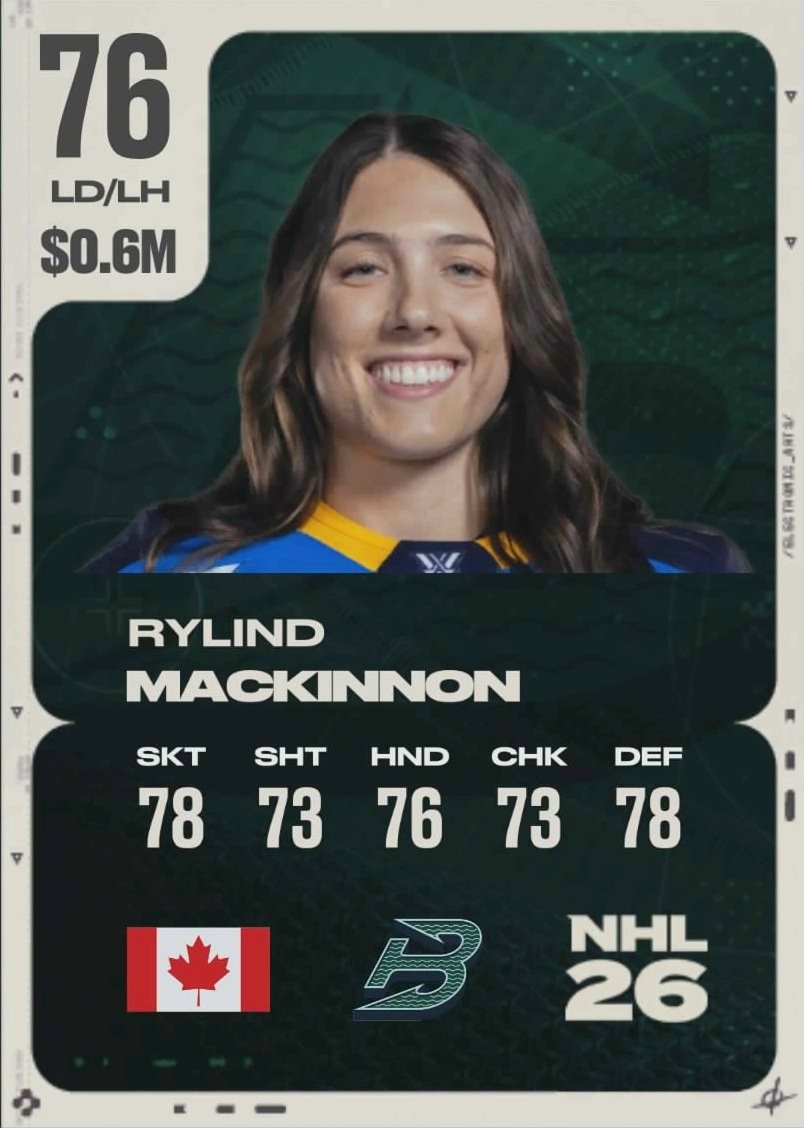 76
LD/LH
$0.6M
/ELECTRONIC_ARTS/
RYLIND
MACKINNON
SKT SHT HND CHK DEF
78 73 76 73 78
B
NHL
26